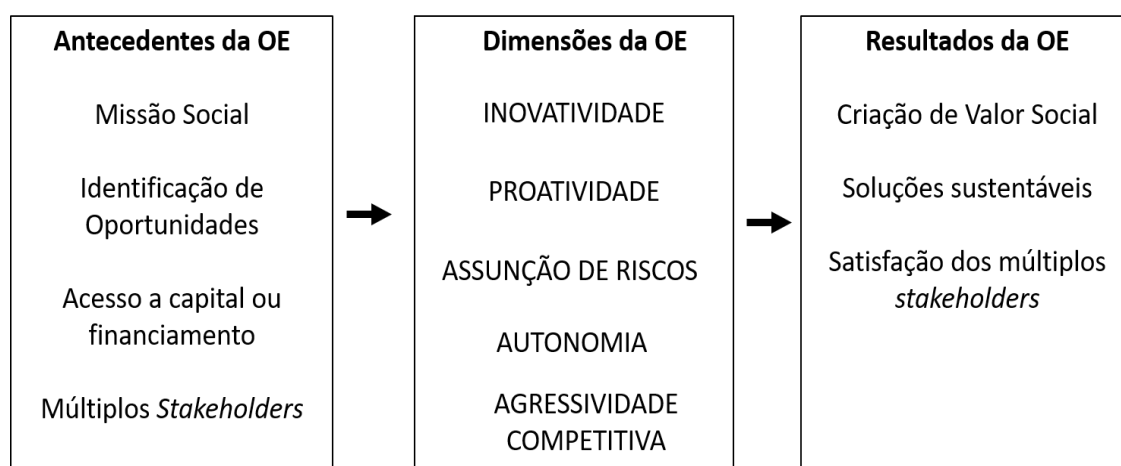 Antecedentes da OE
Missão Social
Identificação de
Oportunidades
Acesso a capital ou
financiamento
Múltiplos Stakeholders
Dimensões da OE
INOVATIVIDADE
PROATIVIDADE
ASSUNÇÃO DE RISCOS
AUTONOMIA
AGRESSIVIDADE
COMPETITIVA
Resultados da OE
Criação de Valor Social
Soluções sustentáveis
Satisfação dos múltiplos
stakeholders